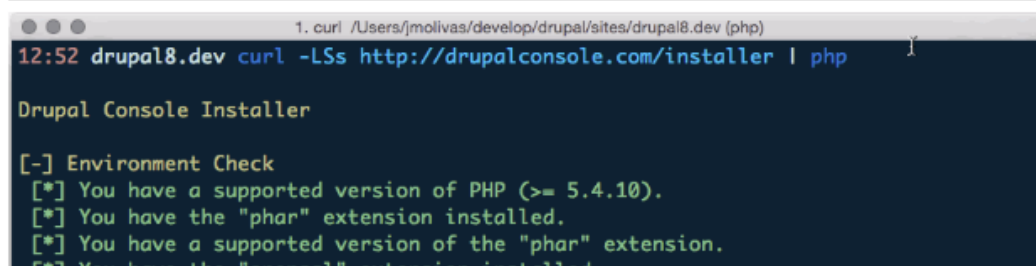 1. curl /Users/jmolivas/develop/drupal/sites/drupal8.dev (php)
12:52 drupal8.dev curl -LSs http://drupalconsole.com/installer | php
Drupal Console Installer
[-] Environment Check
[*] You have a supported version of PHP (>= 5.4.10).
[*] You have the "phar" extension installed.
[*] You have a supported version of the "phar" extension.